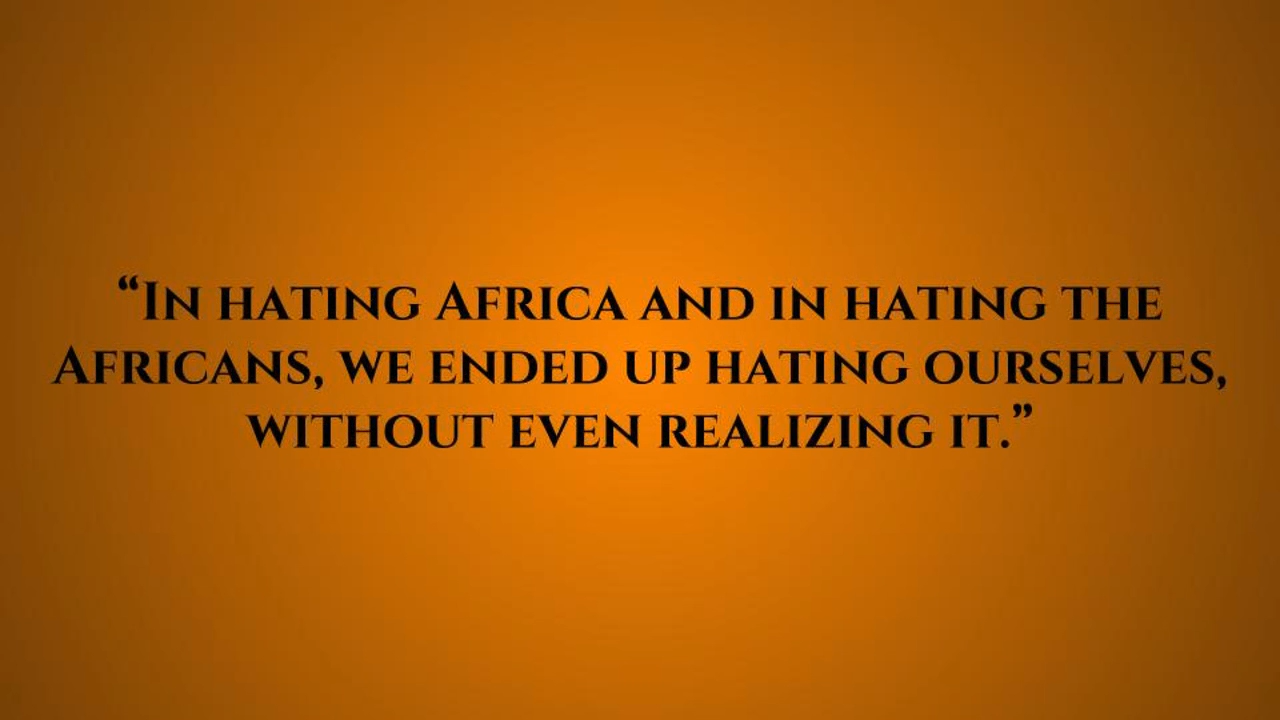 “In hating Africa and in hating the
Africans, we ended up hating ourselves,
without even realizing it.”